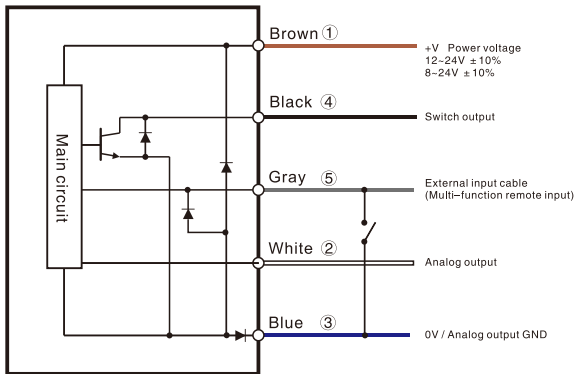 Brown ①
+V Power voltage
12~24V ±10%
8~24V ±10%
Black ④
Switch output
Main circuit
Gray ⑤
External input cable
(Multi-function remote input)
White ②
Analog output
Blue ③
0V / Analog output GND